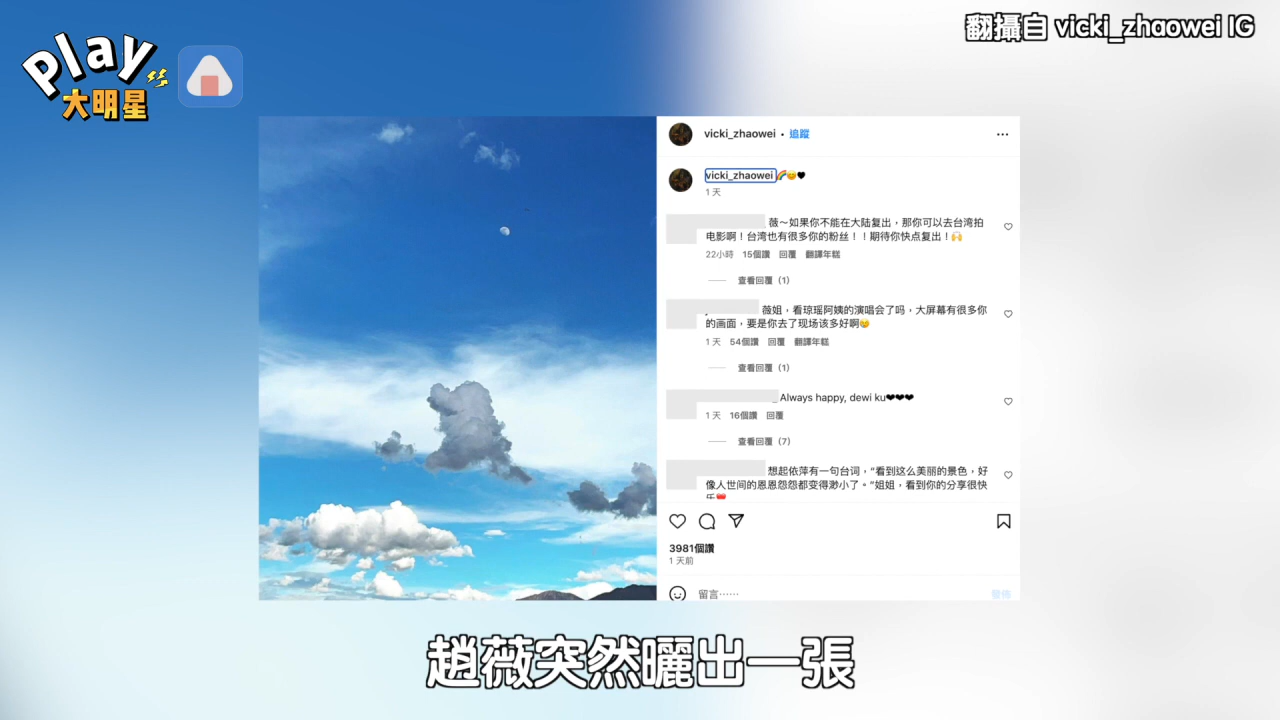 Play
大明星
翻攝自 vicki_zhaowei IG
vicki_zhaowei • 追蹤
vicki_zhaowei🌈😊🖤
1 天
薇～如果你不能在大陆复出，那你可以去台湾拍
电影啊！台湾也有很多你的粉丝！！期待你快点复出！🙌
22小時 15個讚 回覆 翻譯年糕
查看回覆（1）
薇姐，看琼瑶阿姨的演唱会了吗，大屏幕有很多你
的画面，要是你去了现场该多好啊😢
1 天 54個讚 回覆 翻譯年糕
查看回覆（1）
_Always happy, dewi ku❤❤❤
1 天 16個讚 回覆
查看回覆（7）
想起依萍有一句台词，“看到这么美丽的景色，好
像人世间的恩恩怨怨都变得渺小了。”姐姐，看到你的分享很快
乐❤️
3981個讚
1 天前
留言……
發佈
趙薇突然曬出一張